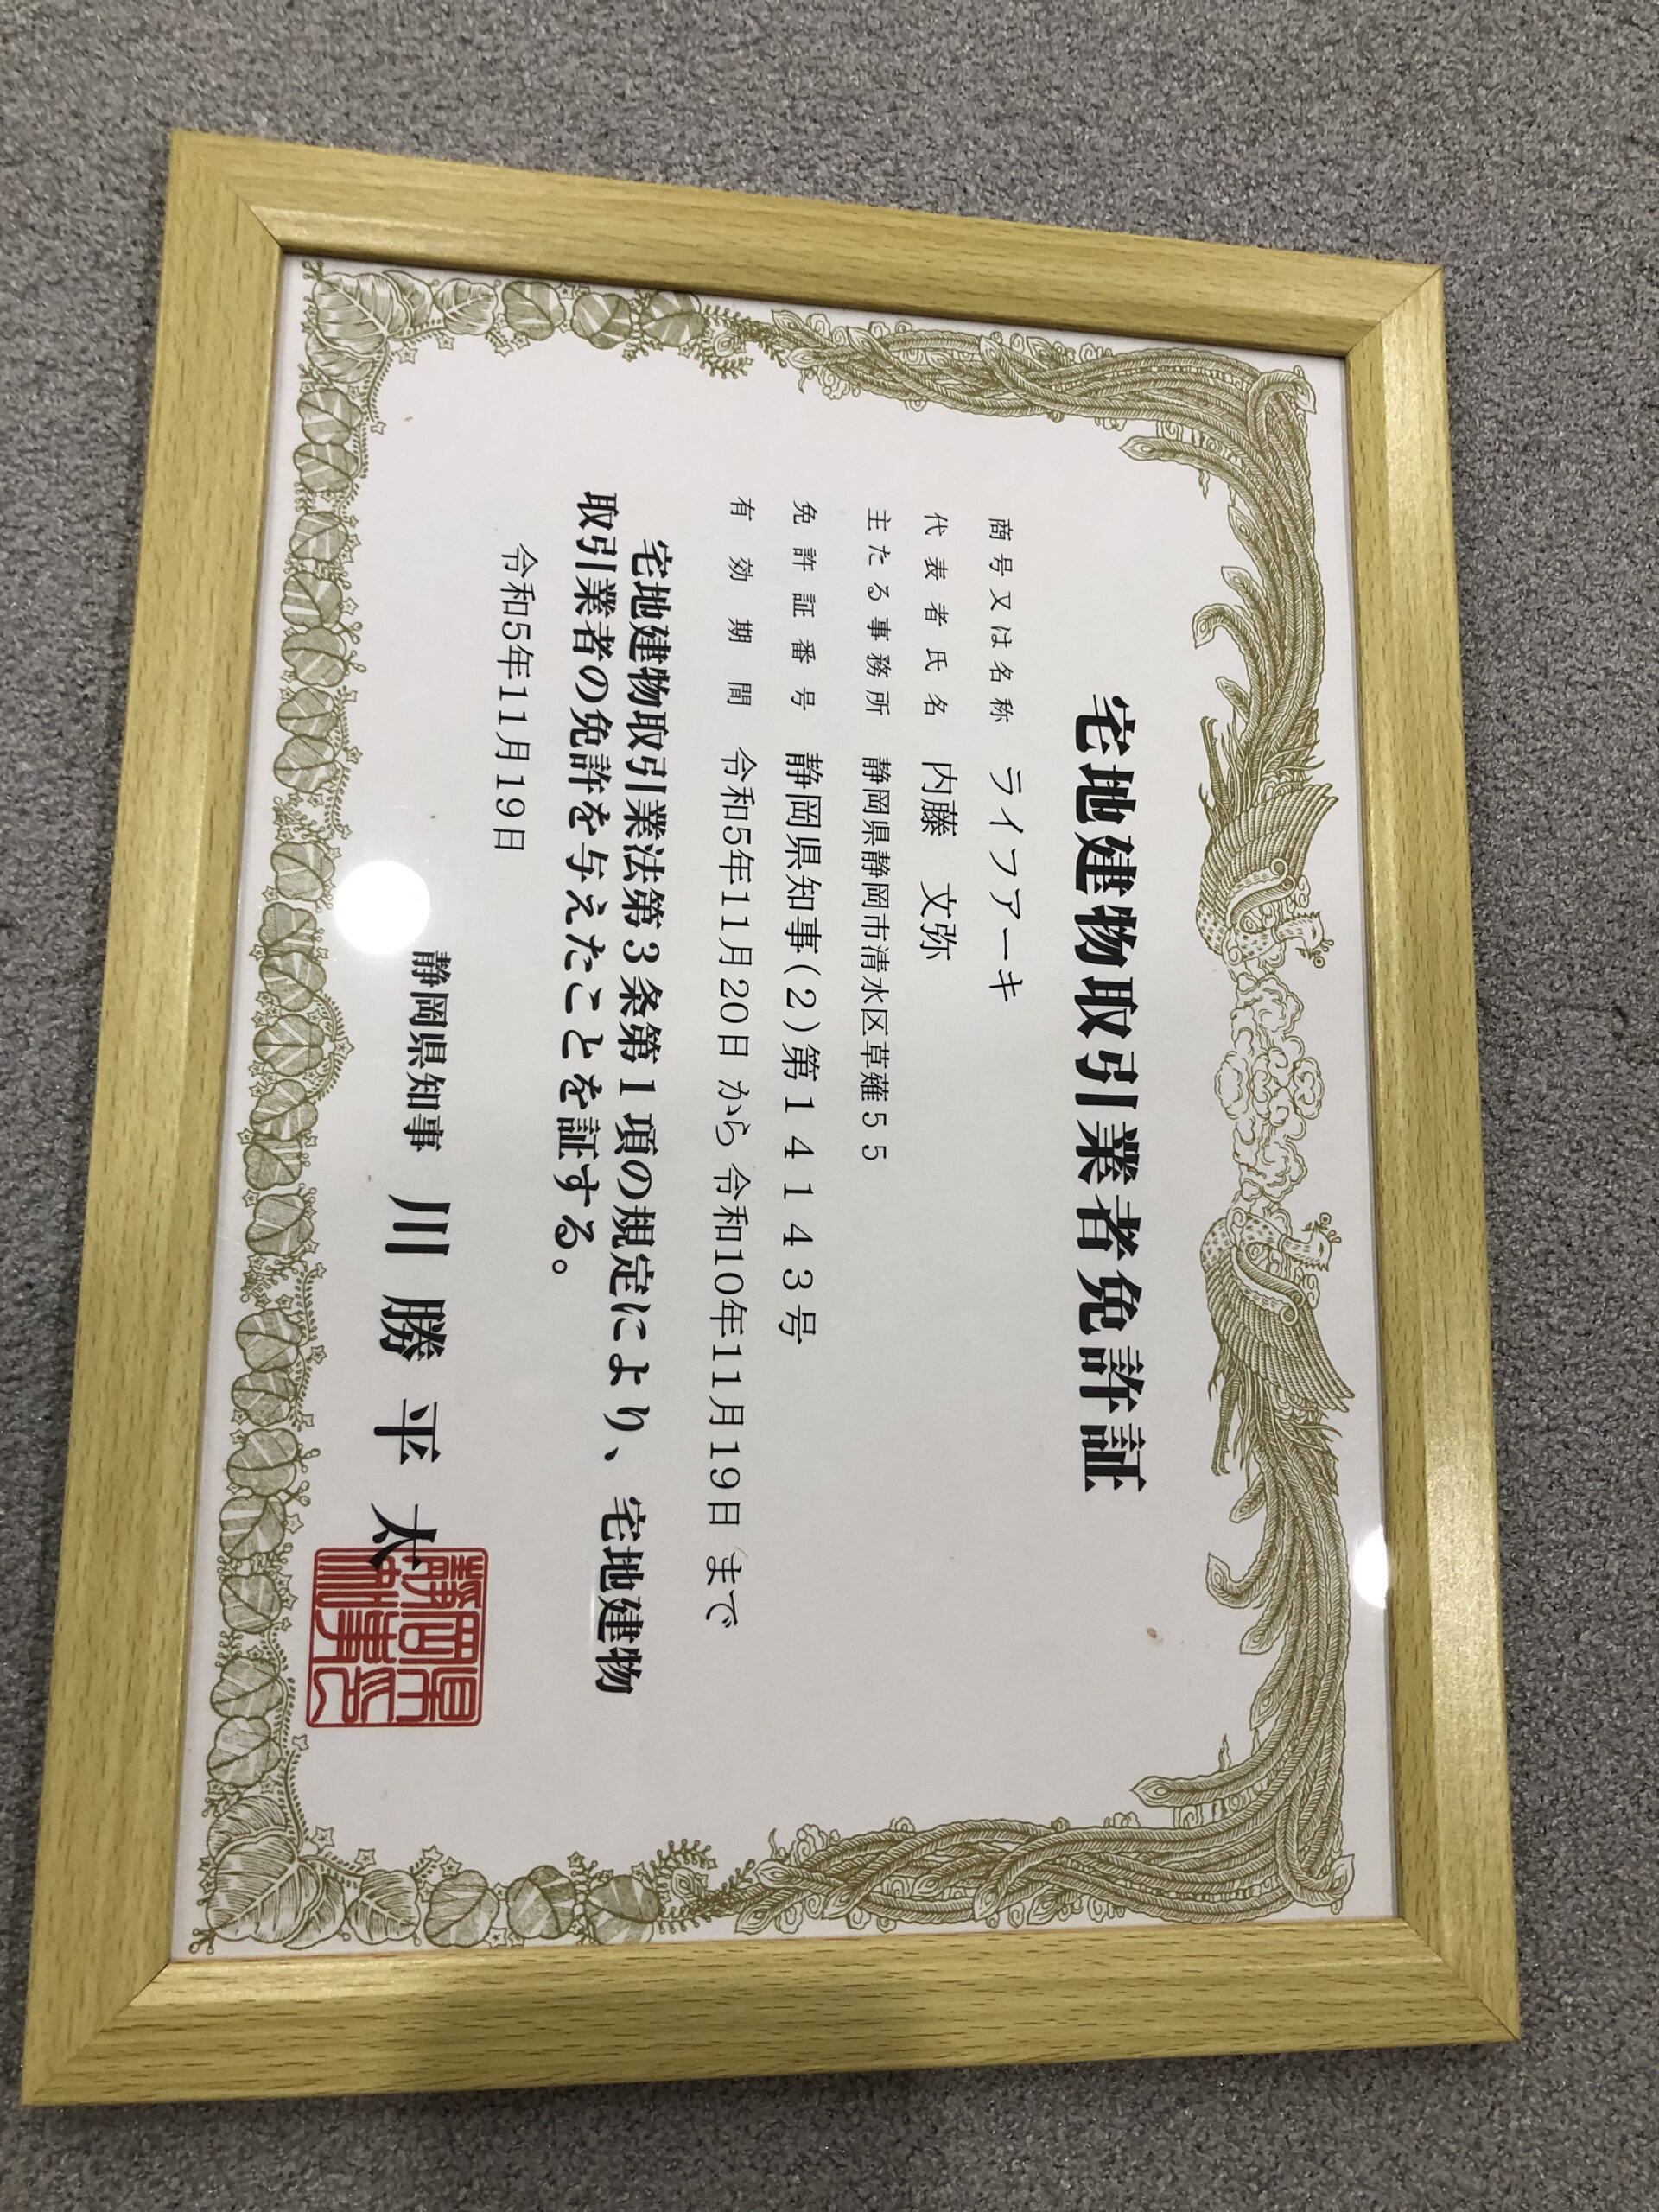 宅地建物取引業者免許証
商号又は名称 ライフアーキ
代表者氏名 内藤 文弥
主たる事務所 静岡県静岡市清水区草薙55
免許証番号 静岡県知事(2)第14143号
有効期間 令和5年11月20日 から 令和10年11月19日 まで
宅地建物取引業法第3条第1項の規定により、宅地建物
取引業者の免許を与えたことを証する。
令和5年11月19日
静岡県知事 川勝平太
静岡県知事之印